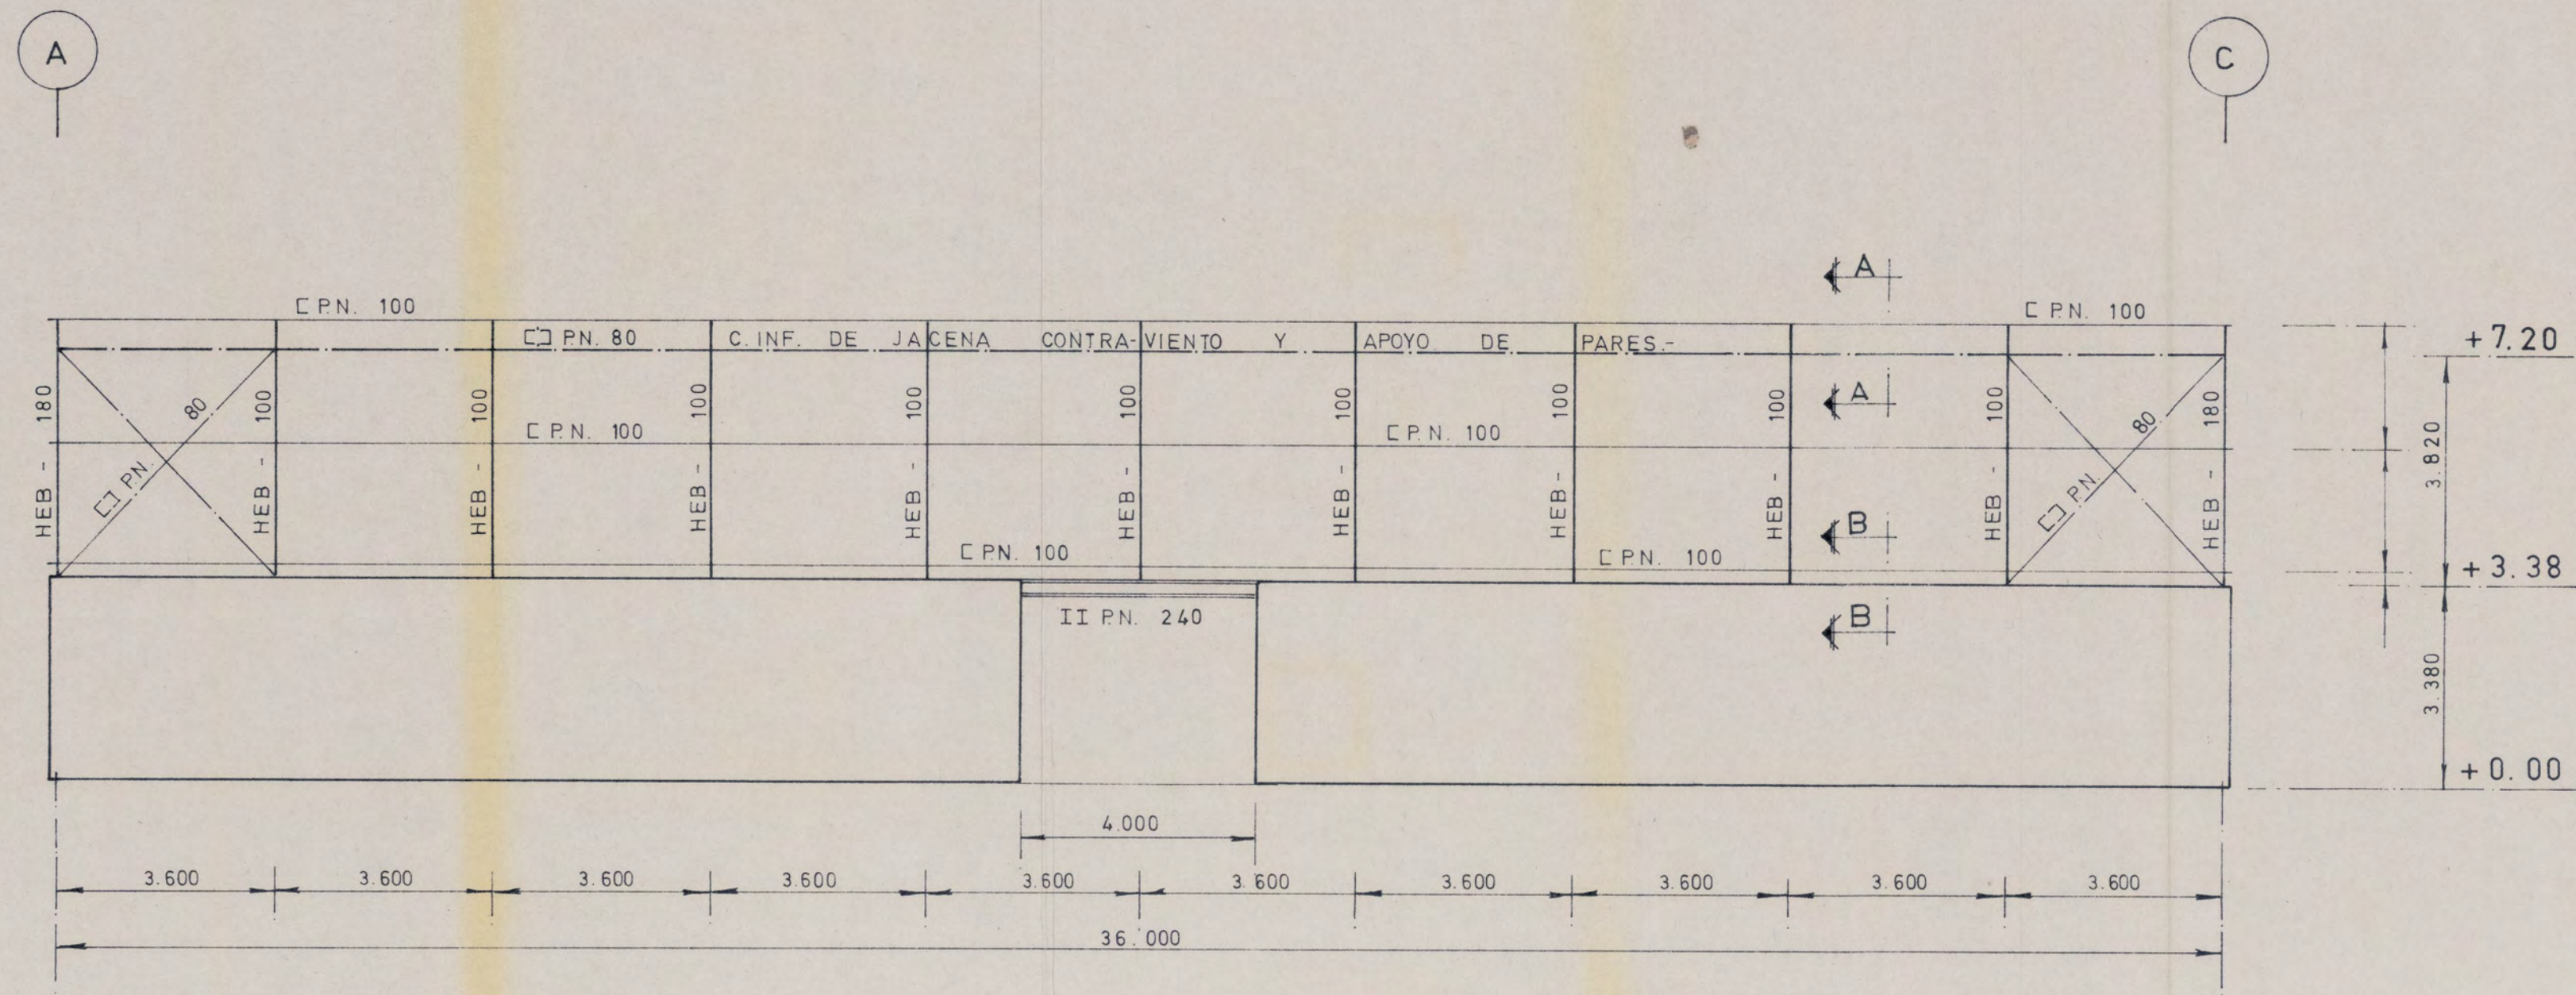 A
C
A
[ P.N. 100
[ P.N. 100
[] P.N. 80 C. INF. DE JACENA CONTRA-VIENTO Y APOYO DE PARES.-
+7.20
HEB - 180
[] P.N. 80
HEB - 100
HEB - 100
HEB - 100
HEB - 100
HEB - 100
HEB - 100
HEB - 100
HEB - 100
HEB - 100
[] P.N. 80
HEB - 180
A
[ P.N. 100
[ P.N. 100
3.820
B
[ P.N. 100
[ P.N. 100
+3.38
II P.N. 240
B
3.380
+0.00
4.000
3.600 3.600 3.600 3.600 3.600 3.600 3.600 3.600 3.600 3.600
36.000